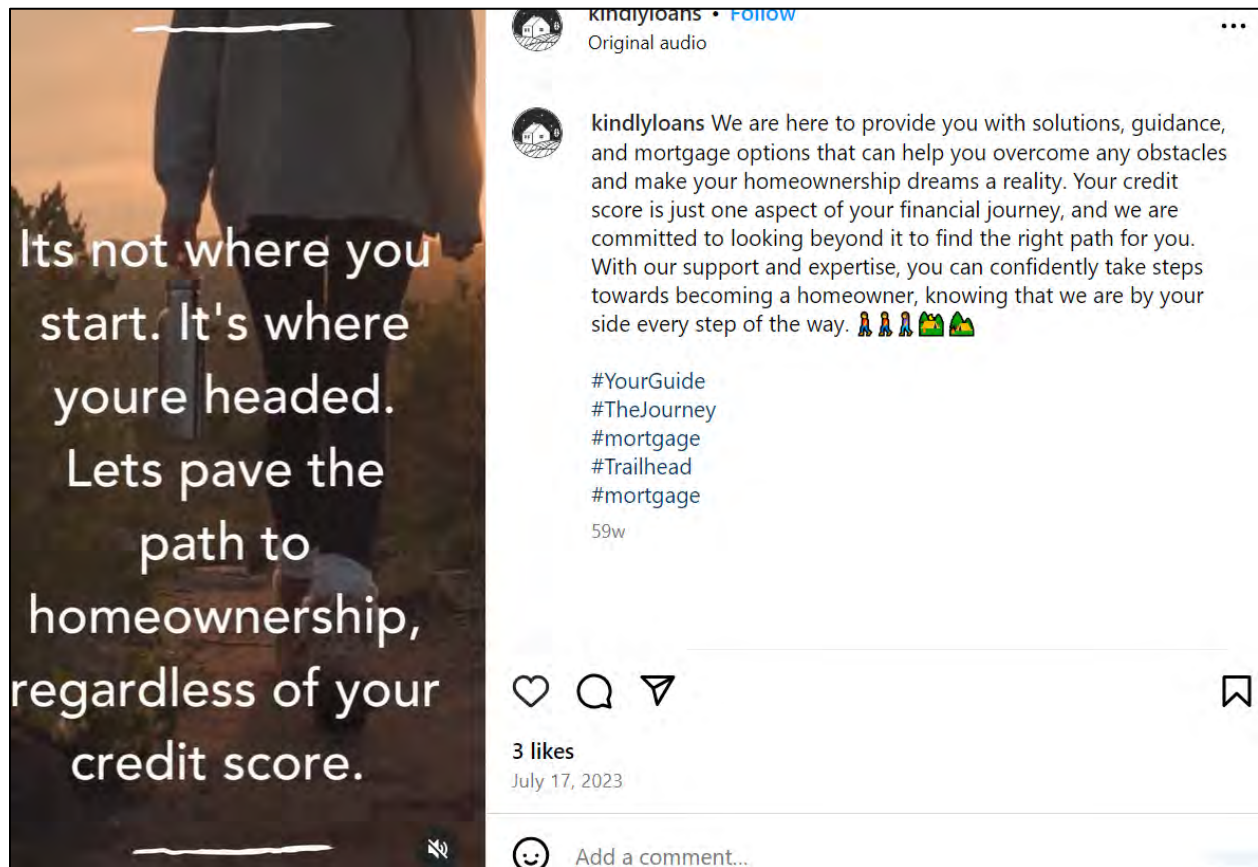 Its not where you
start. It's where
youre headed.
Lets pave the
path to
homeownership,
regardless of your
credit score.
kindlyloans • Follow
Original audio
kindlyloans We are here to provide you with solutions, guidance,
and mortgage options that can help you overcome any obstacles
and make your homeownership dreams a reality. Your credit
score is just one aspect of your financial journey, and we are
committed to looking beyond it to find the right path for you.
With our support and expertise, you can confidently take steps
towards becoming a homeowner, knowing that we are by your
side every step of the way.
#YourGuide
#TheJourney
#mortgage
#Trailhead
#mortgage
59w
3 likes
July 17, 2023
Add a comment...